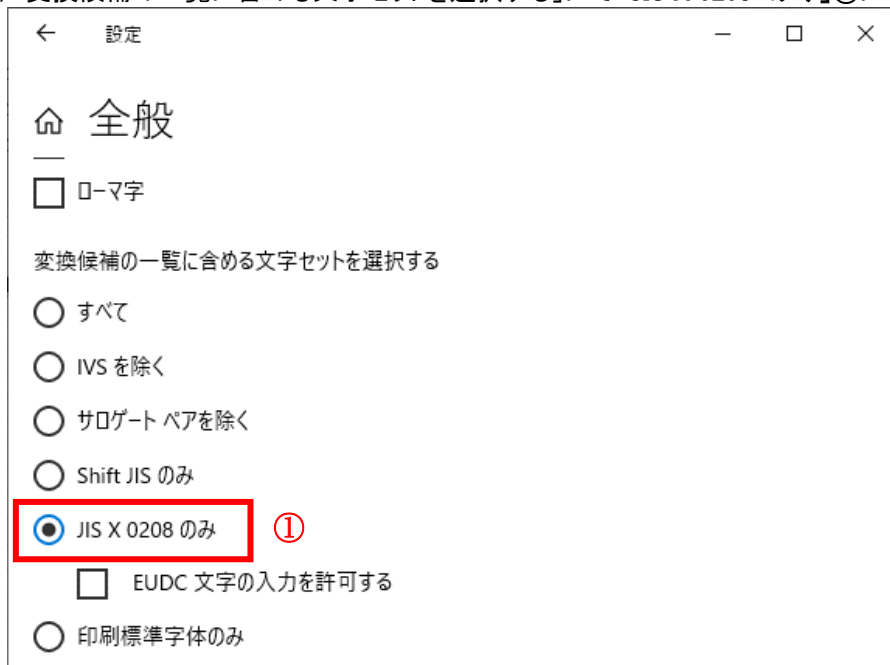 設定
全般
ローマ字
変換候補の一覧に含める文字セットを選択する
すべて
IVS を除く
サロゲート ペアを除く
Shift JIS のみ
JIS X 0208 のみ ①
EUDC 文字の入力を許可する
印刷標準字体のみ